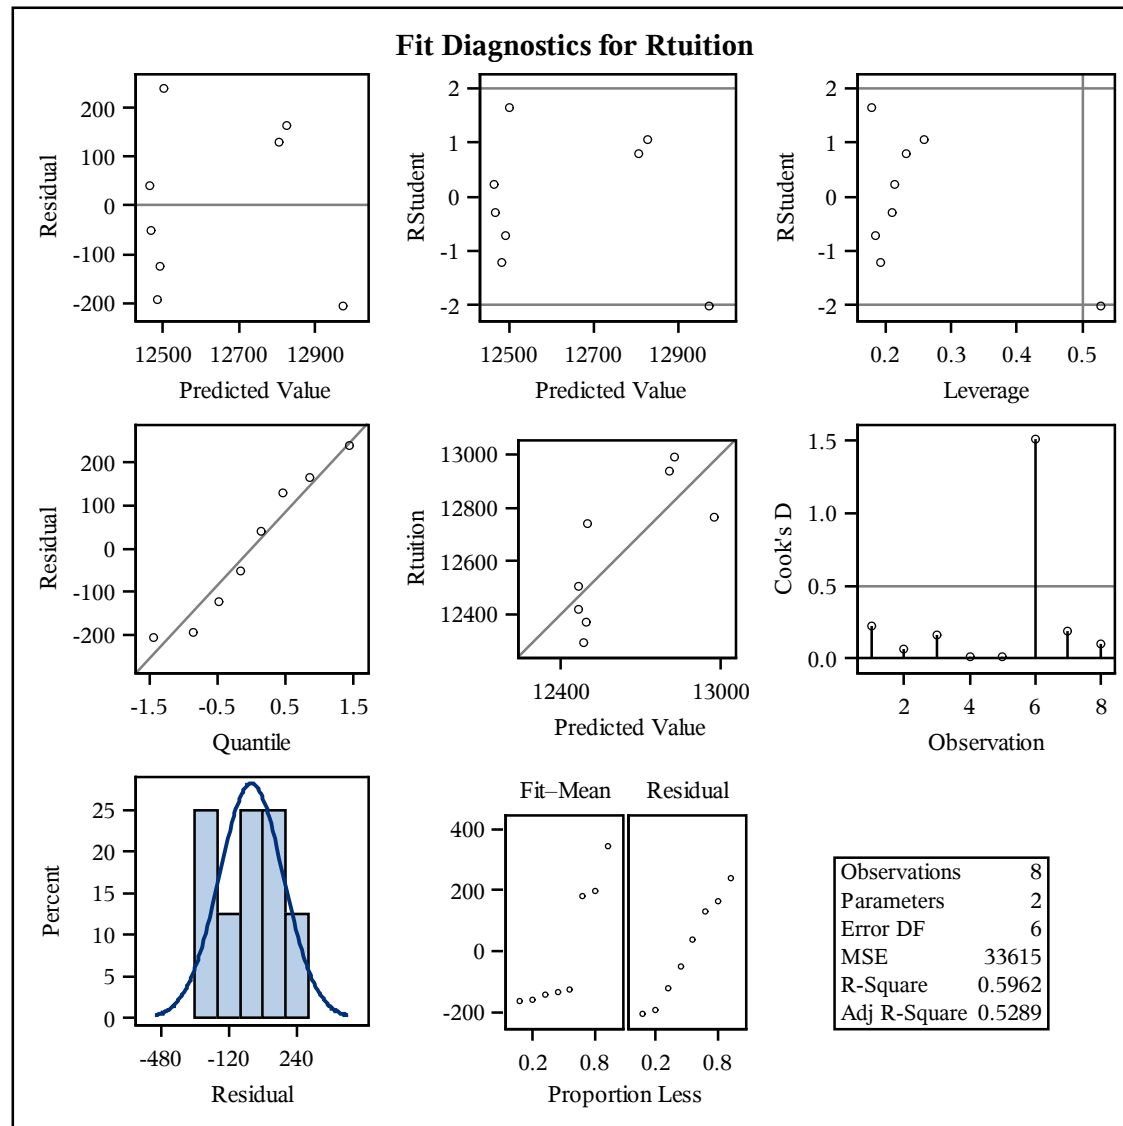 Fit Diagnostics for Rtuition
200
100
0
-100
-200
Residual
12500 12700 12900
Predicted Value
2
1
0
-1
-2
RStudent
12500 12700 12900
Predicted Value
2
1
0
-1
-2
RStudent
0.2 0.3 0.4 0.5
Leverage
200
100
0
-100
-200
Residual
-1.5 -0.5 0.5 1.5
Quantile
13000
12800
12600
12400
Rtuition
12400 13000
Predicted Value
1.5
1.0
0.5
0.0
Cook's D
2 4 6 8
Observation
25
20
15
10
5
0
Percent
-480 -120 240
Residual
Fit–Mean Residual
400
200
0
-200
0.2 0.8 0.2 0.8
Proportion Less
Observations 8
Parameters 2
Error DF 6
MSE 33615
R-Square 0.5962
Adj R-Square 0.5289